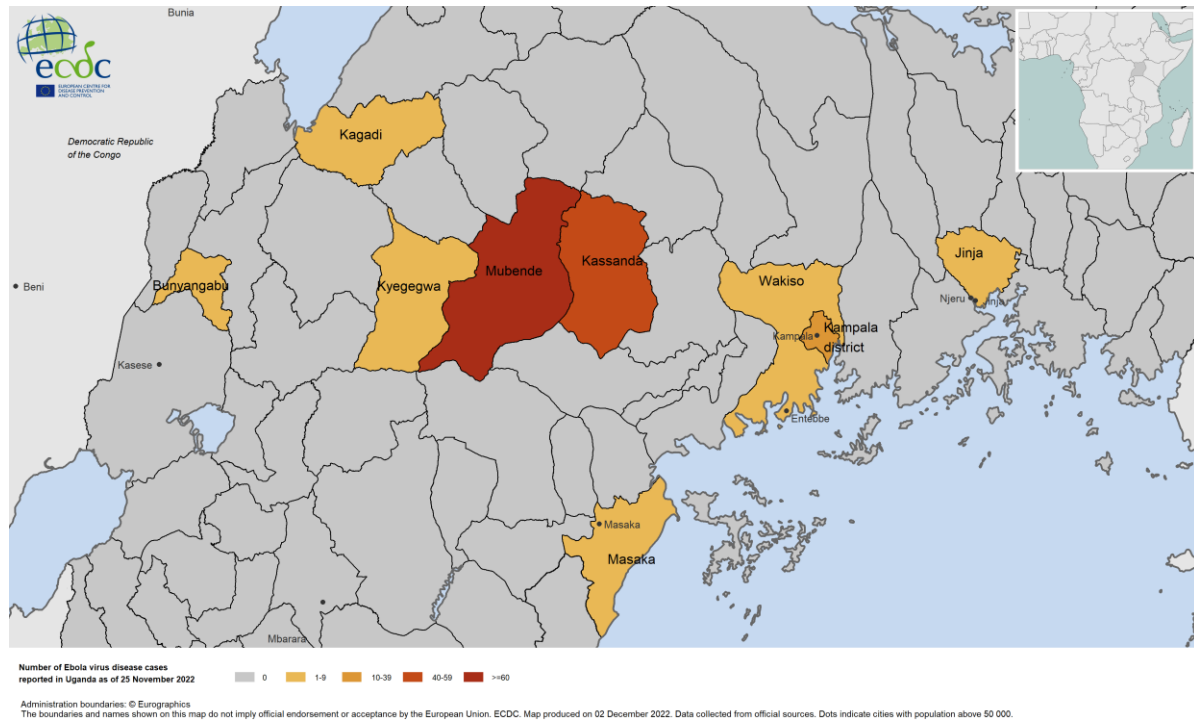 Bunia
ecdc
EUROPEAN CENTRE FOR
DISEASE PREVENTION
AND CONTROL
Democratic Republic
of the Congo
Kagadi
Beni
Bunyangabu
Kyegegwa
Mubende
Kassanda
Wakiso
Jinja
Njeru
Jinja
Kampala
Kampala
district
Kasese
Entebbe
Masaka
Masaka
Mbarara
Number of Ebola virus disease cases
reported in Uganda as of 25 November 2022
0
1-9
10-39
40-59
>=60
Administration boundaries: © Eurographics
The boundaries and names shown on this map do not imply official endorsement or acceptance by the European Union. ECDC. Map produced on 02 December 2022. Data collected from official sources. Dots indicate cities with population above 50 000.